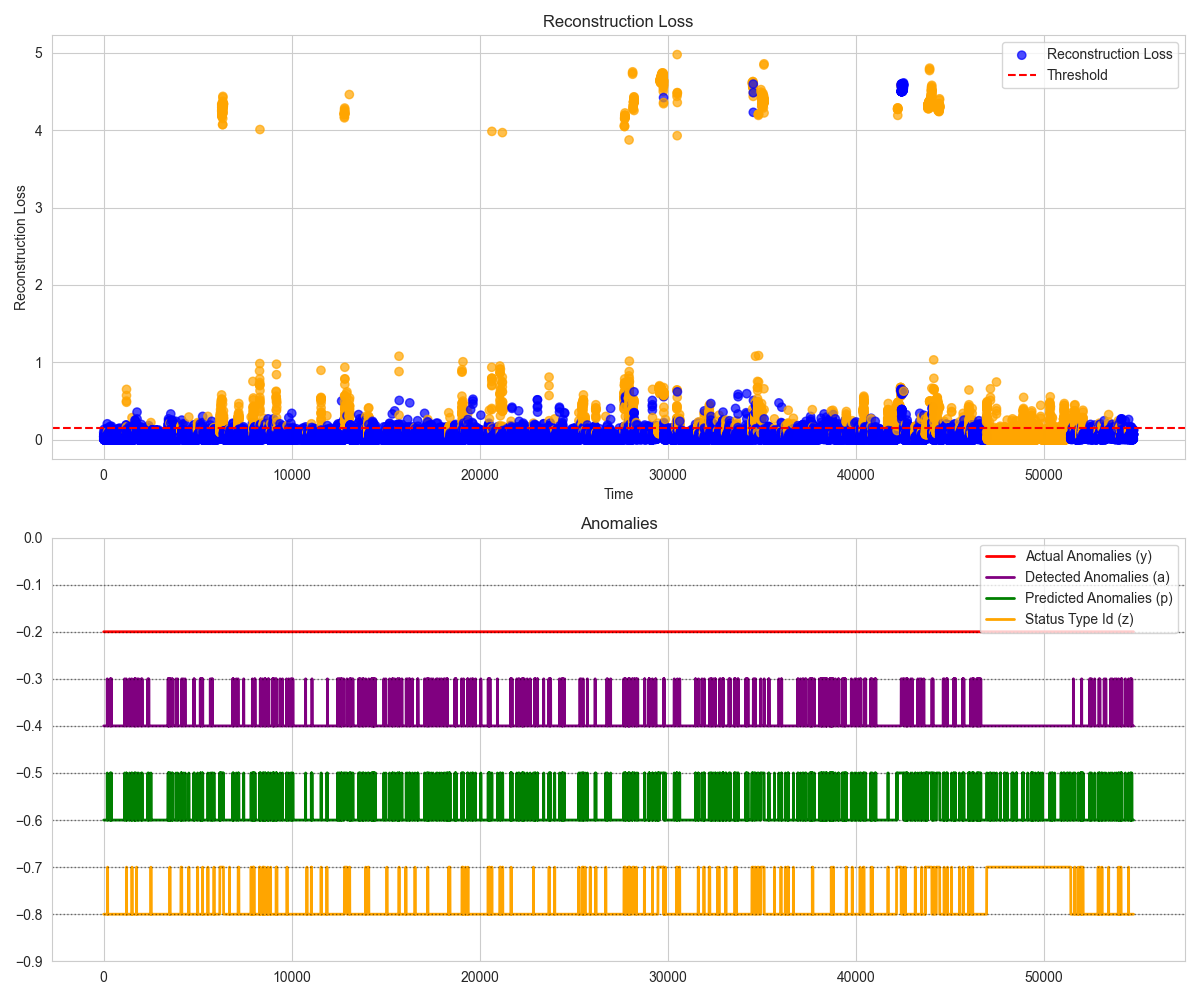 Reconstruction Loss
Reconstruction Loss
Threshold
5
4
3
2
1
0
Reconstruction Loss
0 10000 20000 30000 40000 50000
Time
Anomalies
Actual Anomalies (y)
Detected Anomalies (a)
Predicted Anomalies (p)
Status Type Id (z)
0.0
−0.1
−0.2
−0.3
−0.4
−0.5
−0.6
−0.7
−0.8
−0.9
0 10000 20000 30000 40000 50000